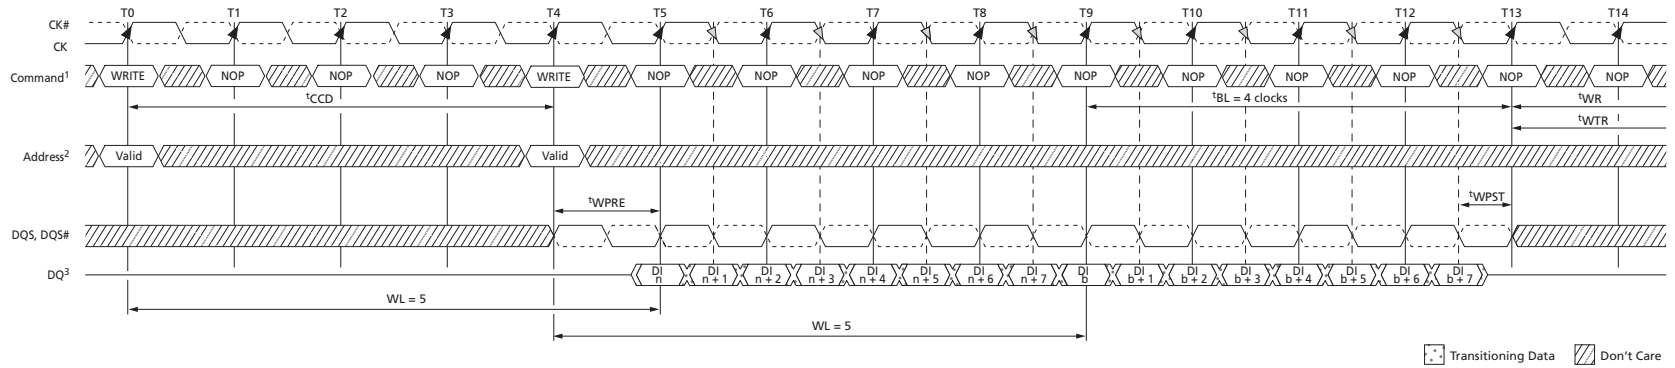 T0 T1 T2 T3 T4 T5 T6 T7 T8 T9 T10 T11 T12 T13 T14
CK#
CK
Command1 WRITE NOP NOP NOP WRITE NOP NOP NOP NOP NOP NOP NOP NOP NOP NOP
tCCD tBL = 4 clocks tWR
tWTR
Address2 Valid Valid
tWPRE tWPST
DQS, DQS#
DQ3 DI n DI n + 1 DI n + 2 DI n + 3 DI n + 4 DI n + 5 DI n + 6 DI n + 7 DI b DI b + 1 DI b + 2 DI b + 3 DI b + 4 DI b + 5 DI b + 6 DI b + 7
WL = 5
WL = 5
Transitioning Data Don't Care